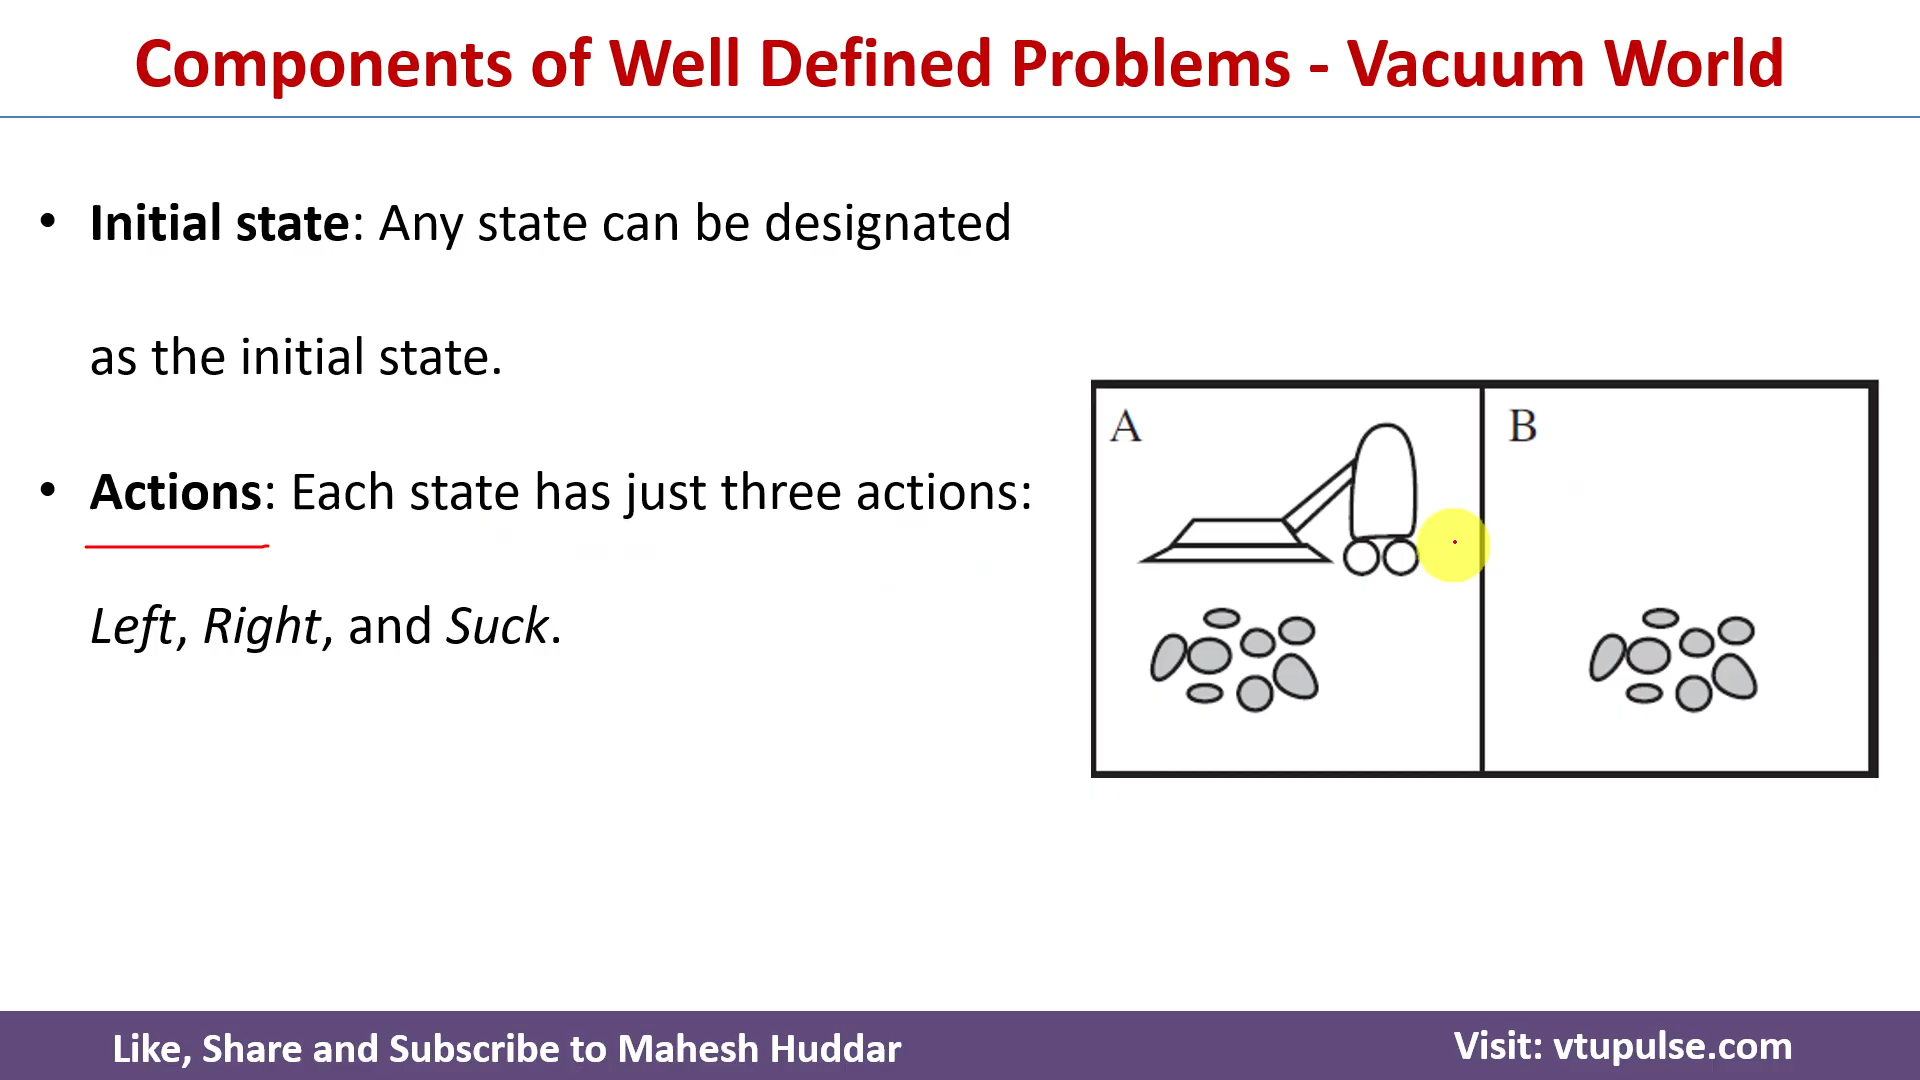 Components of Well Defined Problems - Vacuum World
• Initial state: Any state can be designated
as the initial state.
• Actions: Each state has just three actions:
Left, Right, and Suck.
A
B
Like, Share and Subscribe to Mahesh Huddar
Visit: vtupulse.com